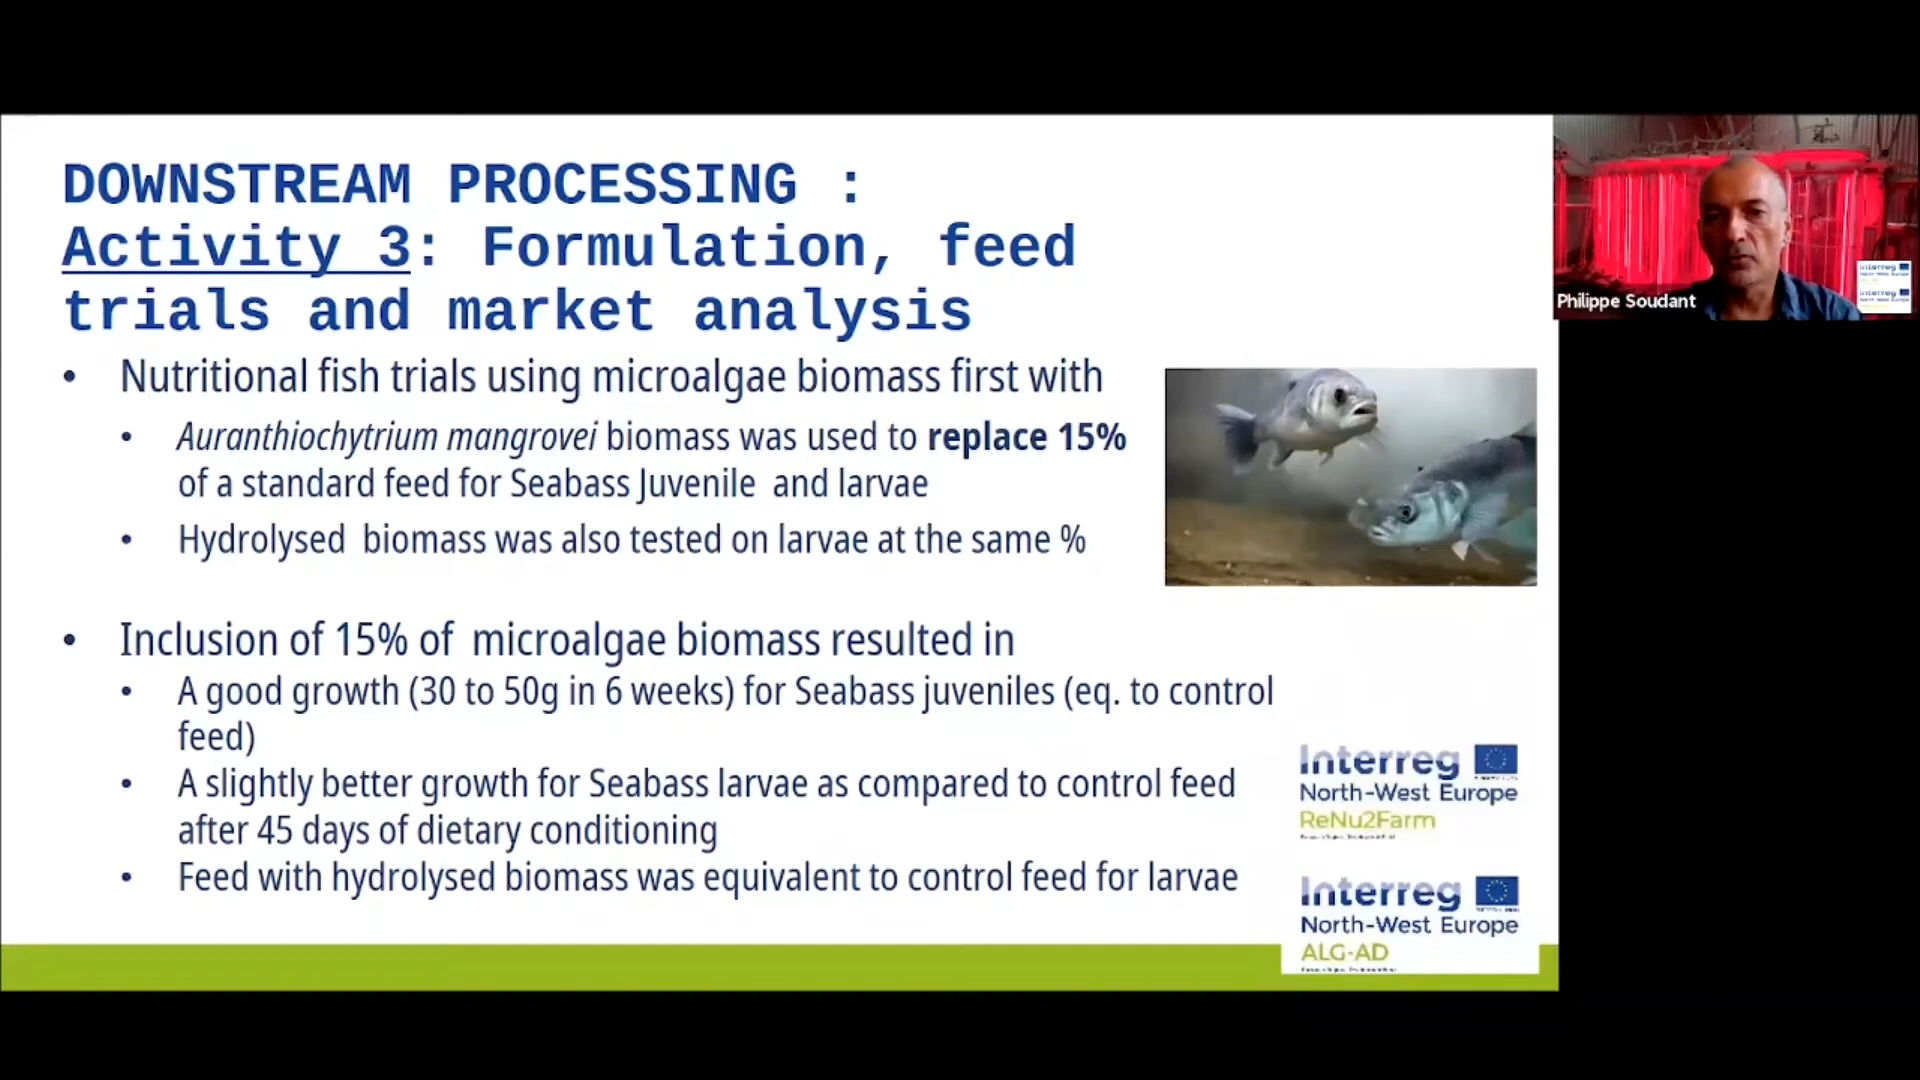 DOWNSTREAM PROCESSING :
Activity 3: Formulation, feed
trials and market analysis
• Nutritional fish trials using microalgae biomass first with
• Auranthiochytrium mangrovei biomass was used to replace 15%
of a standard feed for Seabass Juvenile and larvae
• Hydrolysed biomass was also tested on larvae at the same %
• Inclusion of 15% of microalgae biomass resulted in
• A good growth (30 to 50g in 6 weeks) for Seabass juveniles (eq. to control
feed)
• A slightly better growth for Seabass larvae as compared to control feed
after 45 days of dietary conditioning
• Feed with hydrolysed biomass was equivalent to control feed for larvae
Interreg
North-West Europe
ReNu2Farm
Interreg
North-West Europe
ALG-AD
Philippe Soudant
Interreg
Interreg